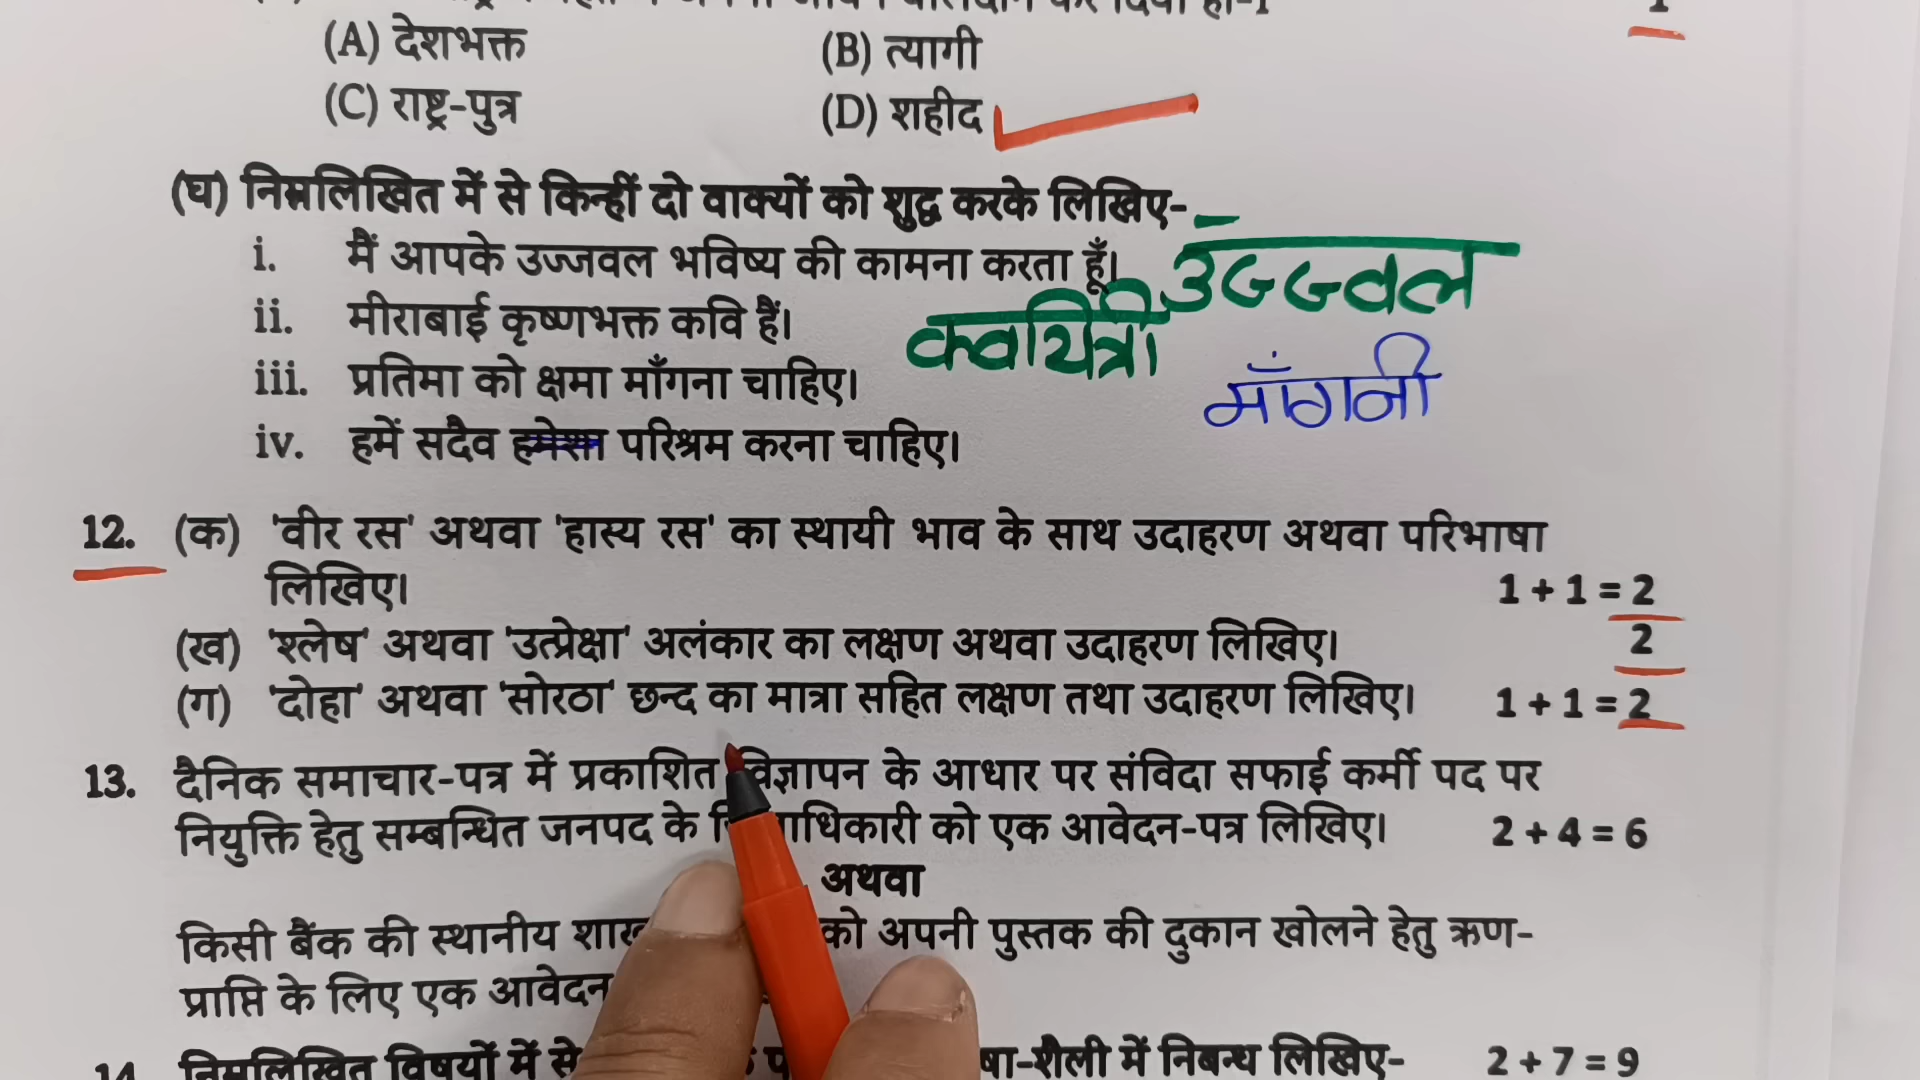 (A) देशभक्त (B) त्यागी
(C) राष्ट्र-पुत्र (D) शहीद
(घ) निम्नलिखित में से किन्हीं दो वाक्यों को शुद्ध करके लिखिए-
i. मैं आपके उज्जवल भविष्य की कामना करता हूँ। उज्ज्वल
ii. मीराबाई कृष्णभक्त कवि हैं। कवयित्री
iii. प्रतिमा को क्षमा माँगना चाहिए। माँगनी
iv. हमें सदैव हमेशा परिश्रम करना चाहिए।
12. (क) 'वीर रस' अथवा 'हास्य रस' का स्थायी भाव के साथ उदाहरण अथवा परिभाषा
लिखिए। 1 + 1 = 2
(ख) 'श्लेष' अथवा 'उत्प्रेक्षा' अलंकार का लक्षण अथवा उदाहरण लिखिए। 2
(ग) 'दोहा' अथवा 'सोरठा' छन्द का मात्रा सहित लक्षण तथा उदाहरण लिखिए। 1 + 1 = 2
13. दैनिक समाचार-पत्र में प्रकाशित विज्ञापन के आधार पर संविदा सफाई कर्मी पद पर
नियुक्ति हेतु सम्बन्धित जनपद के को एक आवेदन-पत्र लिखिए। 2 + 4 = 6
अथवा
किसी बैंक की स्थानीय को अपनी पुस्तक की दुकान खोलने हेतु ऋण-
प्राप्ति के लिए एक आवेदन
14. निम्नलिखित विषयों में से में निबन्ध लिखिए- 2 + 7 = 9